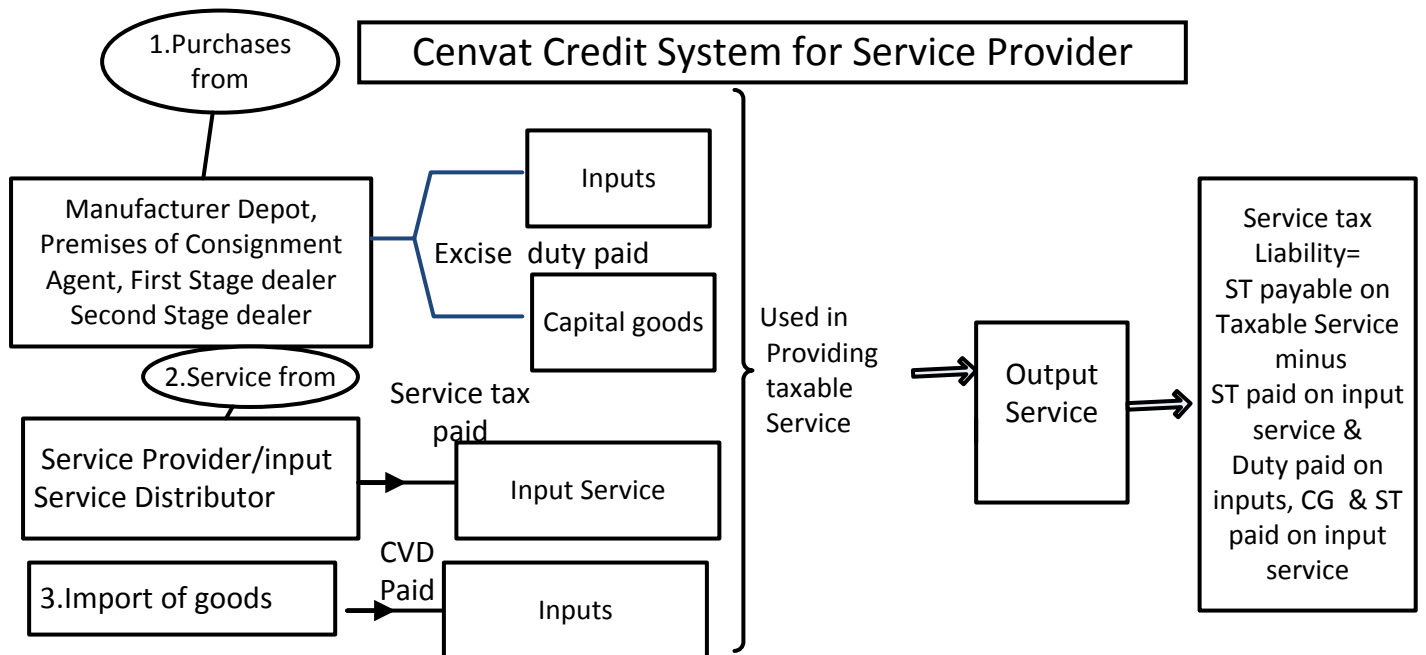 1.Purchases
from
Cenvat Credit System for Service Provider
Manufacturer Depot,
Premises of Consignment
Agent, First Stage dealer
Second Stage dealer
Inputs
Excise duty paid
Capital goods
2.Service from
Service Provider/input
Service Distributor
Service tax
paid
Input Service
3.Import of goods
CVD
Paid
Inputs
Used in
Providing
taxable
Service
Output
Service
Service tax
Liability=
ST payable on
Taxable Service
minus
ST paid on input
service &
Duty paid on
inputs, CG & ST
paid on input
service